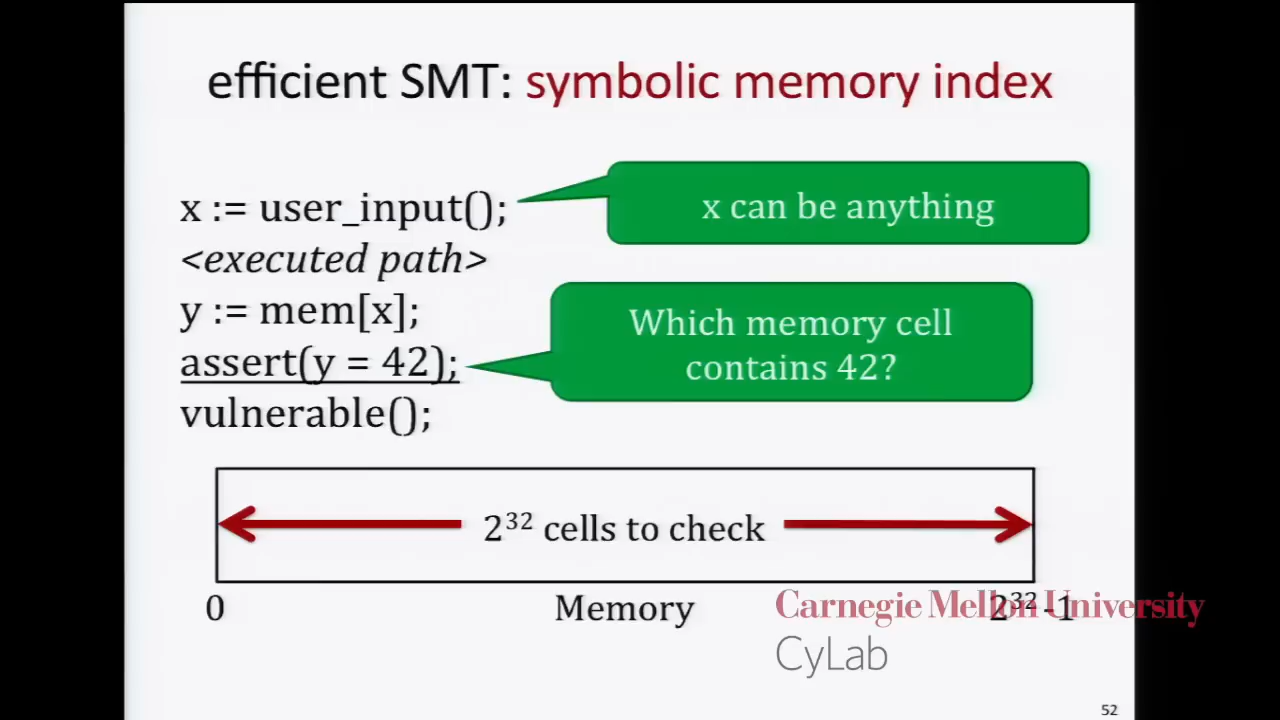 efficient SMT: symbolic memory index
x := user_input();
x can be anything
<executed path>
y := mem[x];
Which memory cell
contains 42?
assert(y = 42);
vulnerable();
2³² cells to check
0
Memory
2³²-1
Carnegie Mellon University
CyLab
52